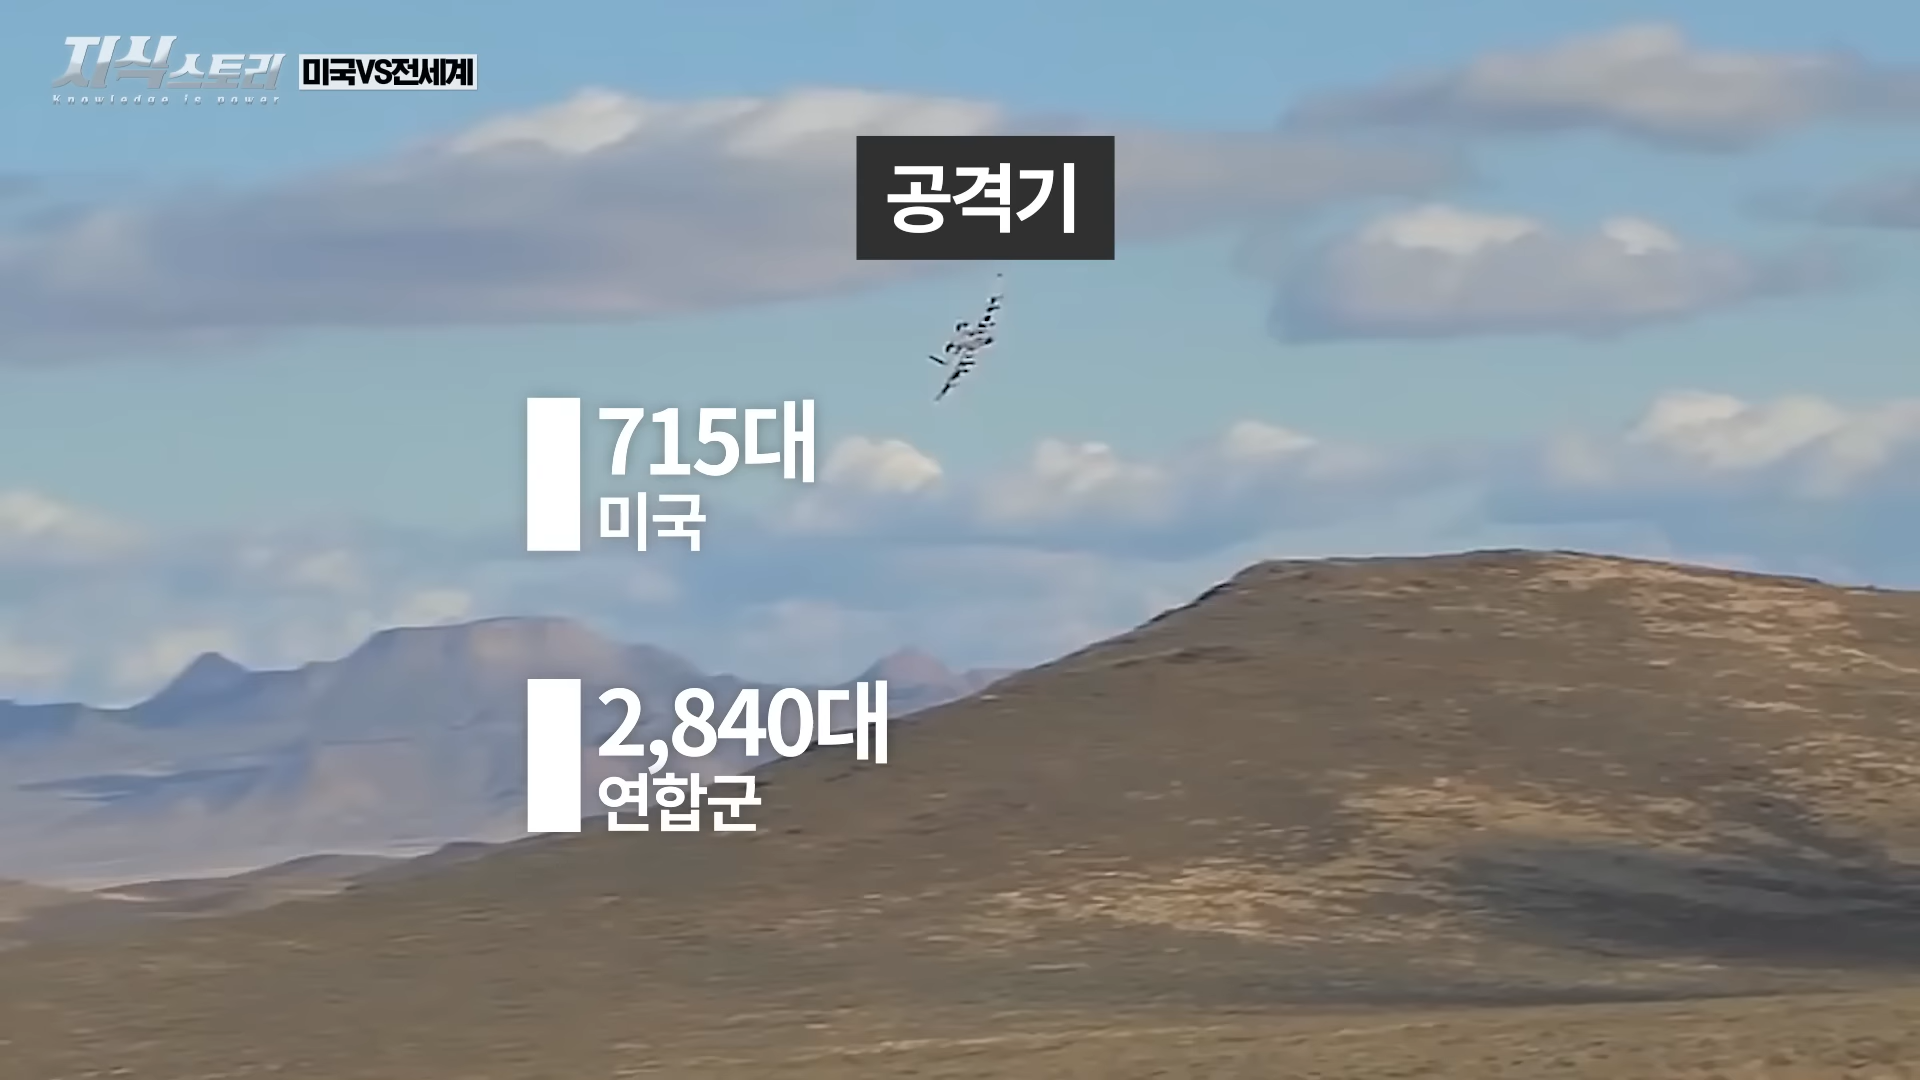 지식스토리
Knowledge is power
미국VS전세계
공격기
715대
미국
2,840대
연합군